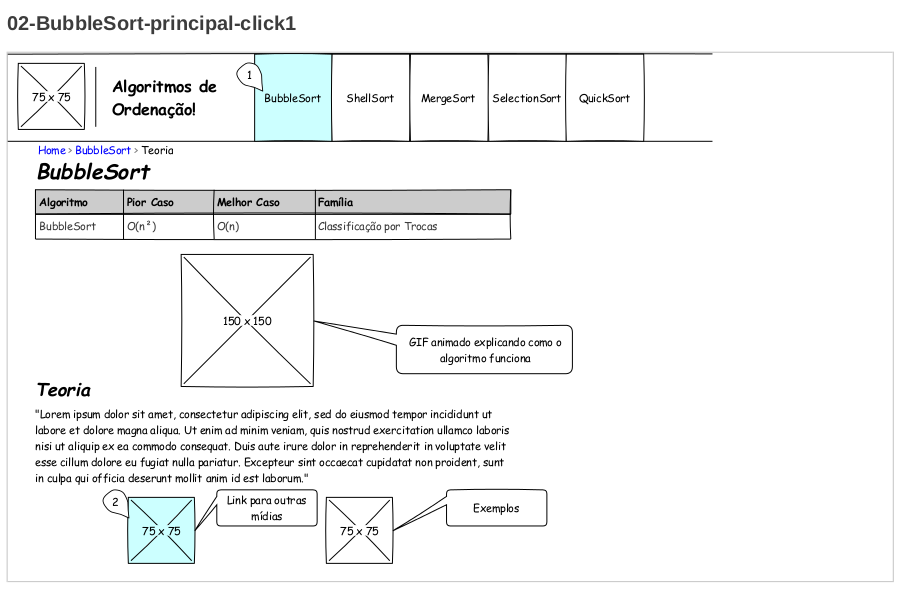 02-BubbleSort-principal-click1
75 x 75
Algoritmos de
Ordenação!
1
BubbleSort
ShellSort
MergeSort
SelectionSort
QuickSort
Home > BubbleSort > Teoria
BubbleSort
Algoritmo Pior Caso Melhor Caso Família
BubbleSort O(n²) O(n) Classificação por Trocas
150 x 150
GIF animado explicando como o
algoritmo funciona
Teoria
"Lorem ipsum dolor sit amet, consectetur adipiscing elit, sed do eiusmod tempor incididunt ut
labore et dolore magna aliqua. Ut enim ad minim veniam, quis nostrud exercitation ullamco laboris
nisi ut aliquip ex ea commodo consequat. Duis aute irure dolor in reprehenderit in voluptate velit
esse cillum dolore eu fugiat nulla pariatur. Excepteur sint occaecat cupidatat non proident, sunt
in culpa qui officia deserunt mollit anim id est laborum."
2
75 x 75
Link para outras
mídias
75 x 75
Exemplos